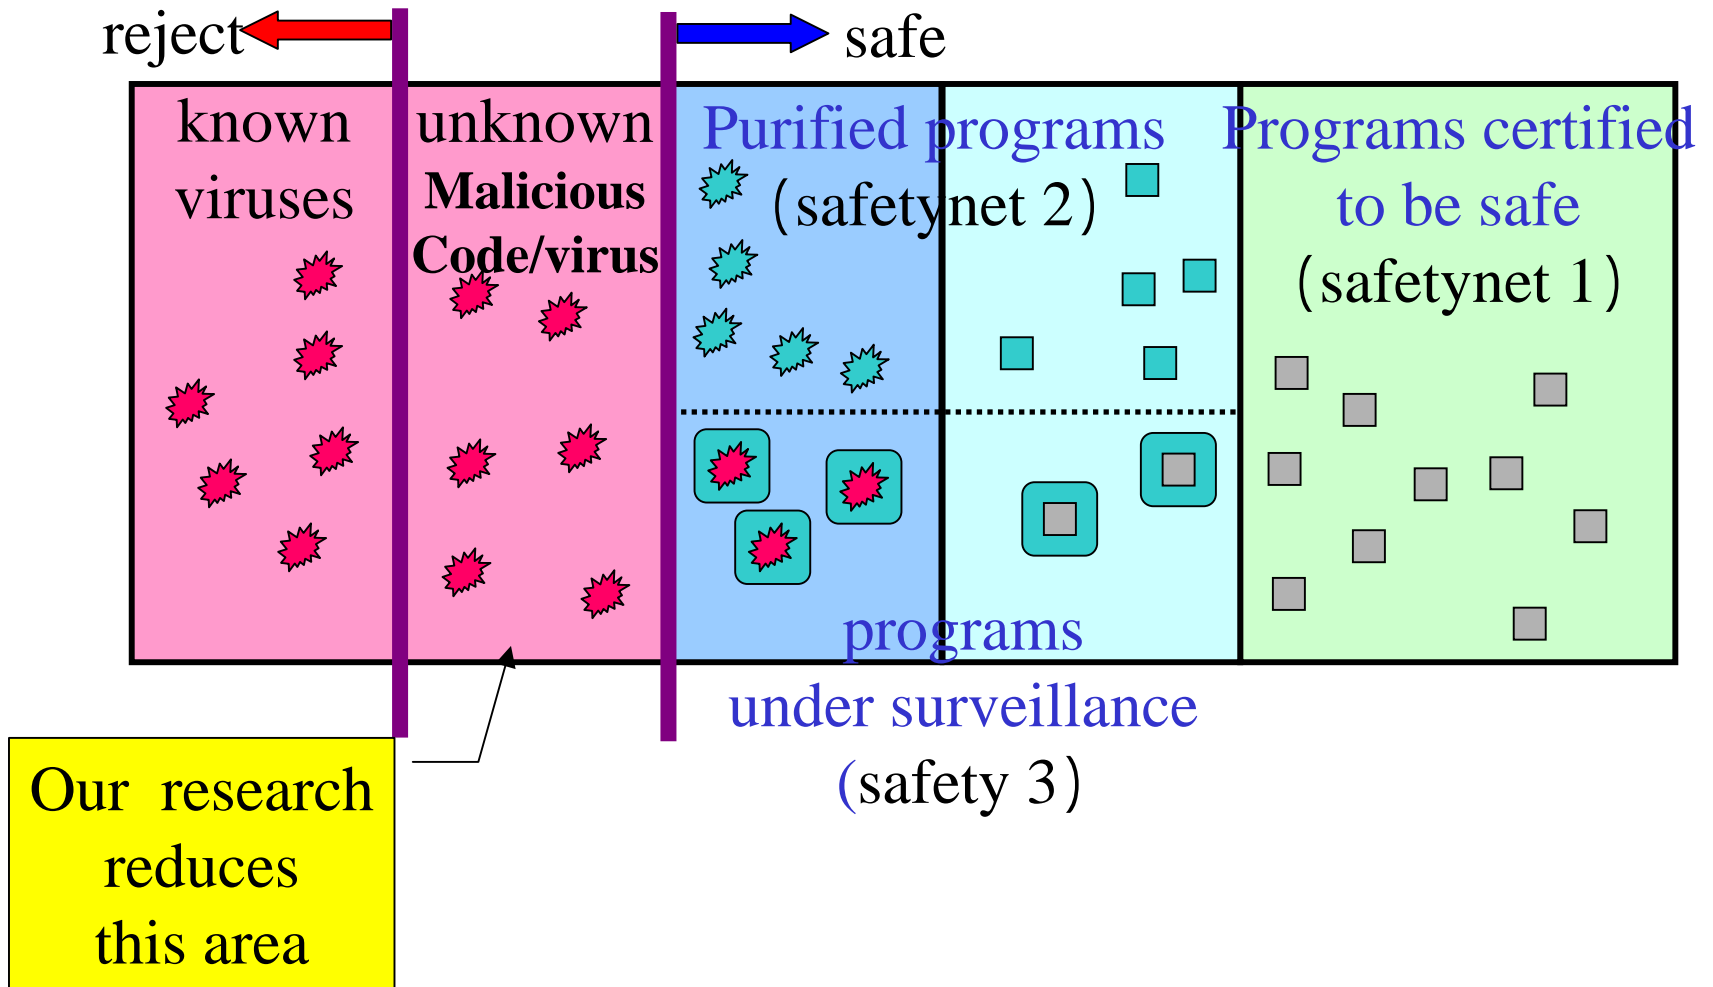 reject
safe
known
viruses
unknown
Malicious
Code/virus
Purified programs
(safetynet 2)
Programs certified
to be safe
(safetynet 1)
programs
under surveillance
(safety 3)
Our research
reduces
this area